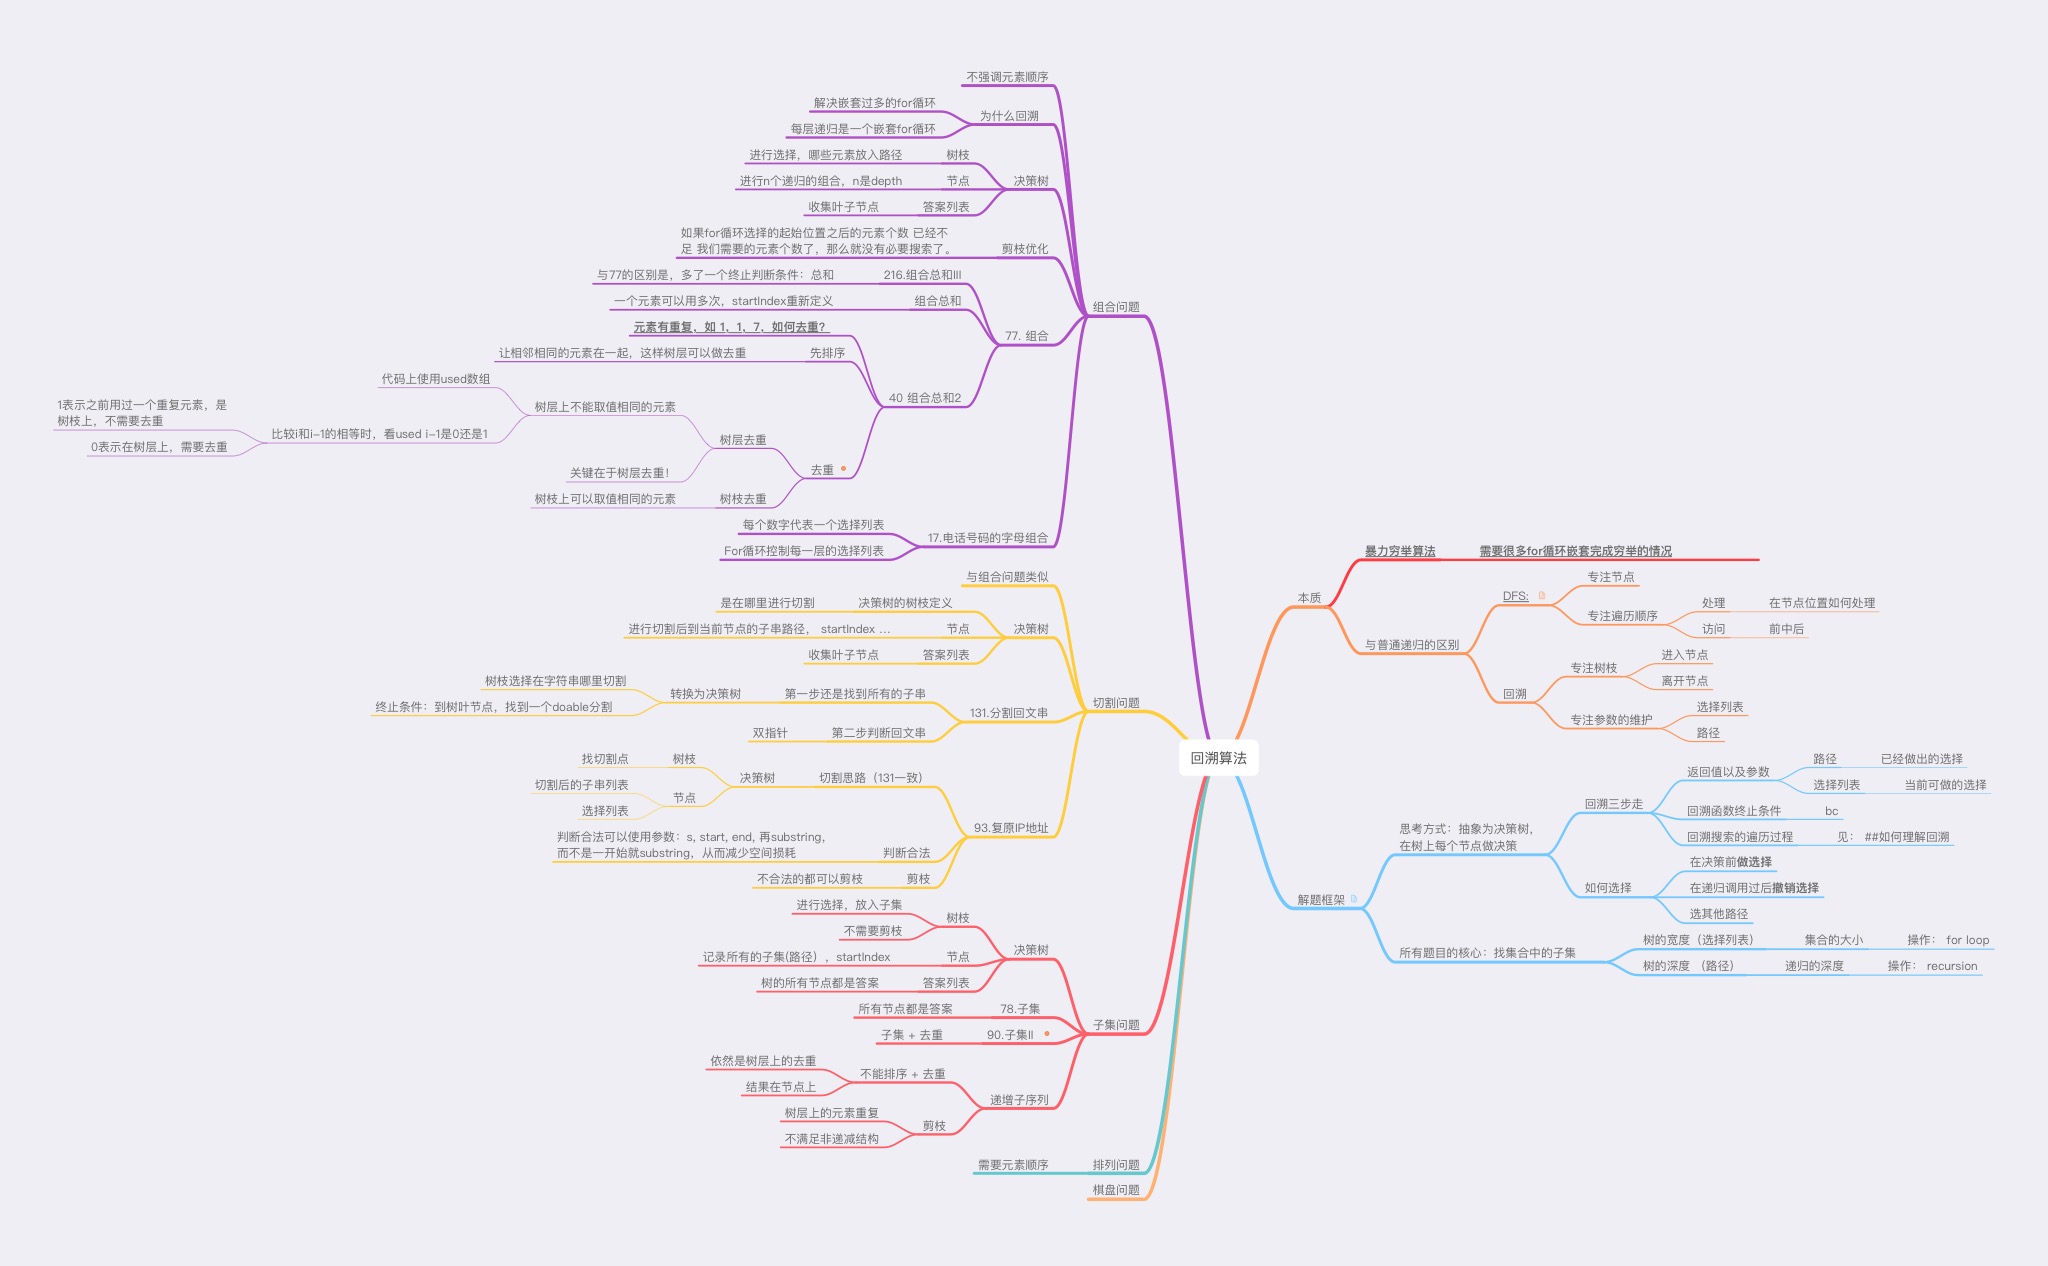 回溯算法
本质
暴力穷举算法
需要很多for循环嵌套完成穷举的情况
与普通递归的区别
DFS:
专注节点
专注遍历顺序
处理
在节点位置如何处理
访问
前中后
回溯
专注树枝
进入节点
离开节点
专注参数的维护
选择列表
路径
解题框架
思考方式：抽象为决策树，
在树上每个节点做决策
回溯三步走
返回值以及参数
路径
已经做出的选择
选择列表
当前可做的选择
回溯函数终止条件
bc
回溯搜索的遍历过程
见： ##如何理解回溯
如何选择
在决策前做选择
在递归调用过后撤销选择
选其他路径
所有题目的核心：找集合中的子集
树的宽度（选择列表）
集合的大小
操作： for loop
树的深度 （路径）
递归的深度
操作： recursion
组合问题
不强调元素顺序
为什么回溯
解决嵌套过多的for循环
每层递归是一个嵌套for循环
决策树
树枝
进行选择，哪些元素放入路径
节点
进行n个递归的组合，n是depth
答案列表
收集叶子节点
剪枝优化
如果for循环选择的起始位置之后的元素个数 已经不
足 我们需要的元素个数了，那么就没有必要搜索了。
77. 组合
216.组合总和III
与77的区别是，多了一个终止判断条件：总和
组合总和
一个元素可以用多次，startIndex重新定义
40 组合总和2
元素有重复，如 1，1，7，如何去重？
先排序
让相邻相同的元素在一起，这样树层可以做去重
去重
树层去重
树层上不能取值相同的元素
代码上使用used数组
比较i和i-1的相等时，看used i-1是0还是1
1表示之前用过一个重复元素，是
树枝上，不需要去重
0表示在树层上，需要去重
关键在于树层去重！
树枝去重
树枝上可以取值相同的元素
17.电话号码的字母组合
每个数字代表一个选择列表
For循环控制每一层的选择列表
切割问题
与组合问题类似
决策树
决策树的树枝定义
是在哪里进行切割
节点
进行切割后到当前节点的子串路径， startIndex ...
答案列表
收集叶子节点
131.分割回文串
第一步还是找到所有的子串
转换为决策树
树枝选择在字符串哪里切割
终止条件：到树叶节点，找到一个doable分割
第二步判断回文串
双指针
93.复原IP地址
切割思路（131一致）
决策树
树枝
找切割点
节点
切割后的子串列表
选择列表
判断合法
判断合法可以使用参数：s, start, end, 再substring，
而不是一开始就substring，从而减少空间损耗
剪枝
不合法的都可以剪枝
子集问题
决策树
树枝
进行选择，放入子集
不需要剪枝
节点
记录所有的子集(路径），startIndex
答案列表
树的所有节点都是答案
78.子集
所有节点都是答案
90.子集II
子集 + 去重
递增子序列
不能排序 + 去重
依然是树层上的去重
结果在节点上
剪枝
树层上的元素重复
不满足非递减结构
排列问题
需要元素顺序
棋盘问题